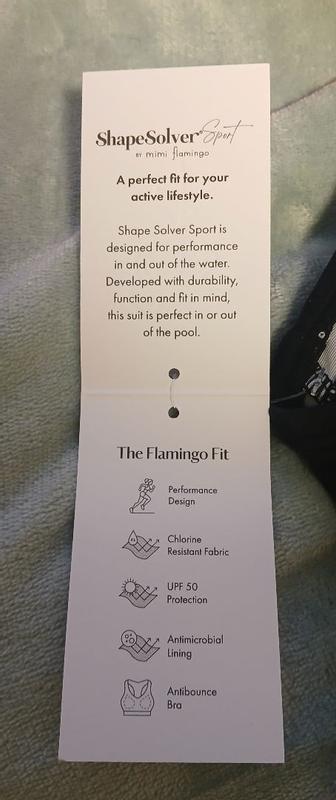 ShapeSolver® Sport
BY mimi flamingo
A perfect fit for your
active lifestyle.
Shape Solver Sport is
designed for performance
in and out of the water.
Developed with durability,
function and fit in mind,
this suit is perfect in or out
of the pool.
The Flamingo Fit
Performance
Design
Chlorine
Resistant Fabric
UPF 50
Protection
Antimicrobial
Lining
Antibounce
Bra